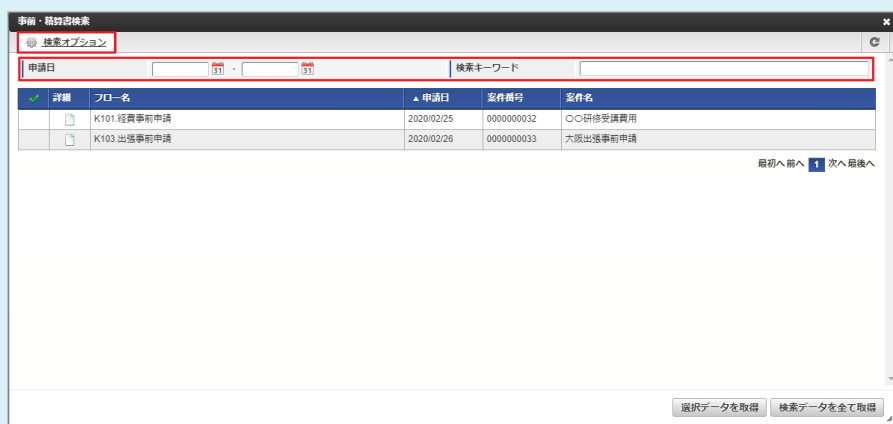 事前・精算書検索
検索オプション
申請日 31 - 31 検索キーワード
詳細 フロー名 ▲ 申請日 案件番号 案件名
K101.経費事前申請 2020/02/25 0000000032 〇〇研修受講費用
K103.出張事前申請 2020/02/26 0000000033 大阪出張事前申請
最初へ 前へ 1 次へ 最後へ
選択データを取得 検索データを全て取得